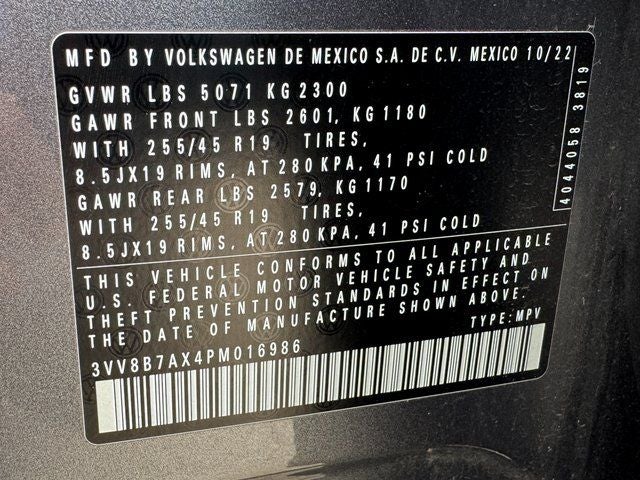 MFD BY VOLKSWAGEN DE MEXICO S.A. DE C.V. MEXICO 10/22
GVWR LBS 5071 KG 2300
GAWR FRONT LBS 2601, KG 1180
WITH 255/45 R19 TIRES,
8.5JX19 RIMS, AT 280 KPA, 41 PSI COLD
GAWR REAR LBS 2579, KG 1170
WITH 255/45 R19 TIRES,
8.5JX19 RIMS, AT 280 KPA, 41 PSI COLD
4044058 3819
THIS VEHICLE CONFORMS TO ALL APPLICABLE
U.S. FEDERAL MOTOR VEHICLE SAFETY AND
THEFT PREVENTION STANDARDS IN EFFECT ON
THE DATE OF MANUFACTURE SHOWN ABOVE.
TYPE: MPV
3VV8B7AX4PM016986